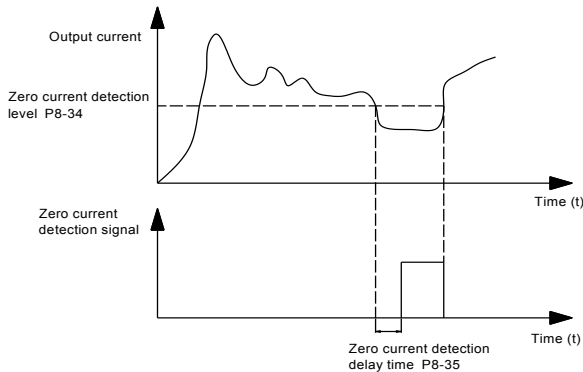 Output current
Zero current detection
level P8-34
Time (t)
Zero current
detection signal
Time (t)
Zero current detection
delay time P8-35